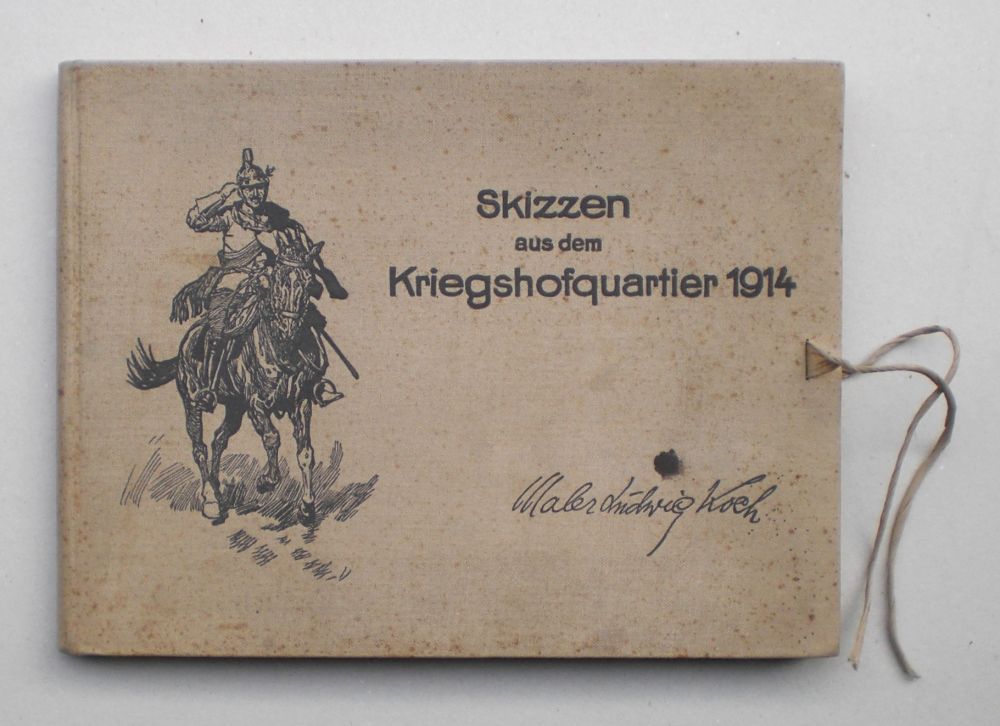 Skizzen
aus dem
Kriegshofquartier 1914
Maler Ludwig Koch